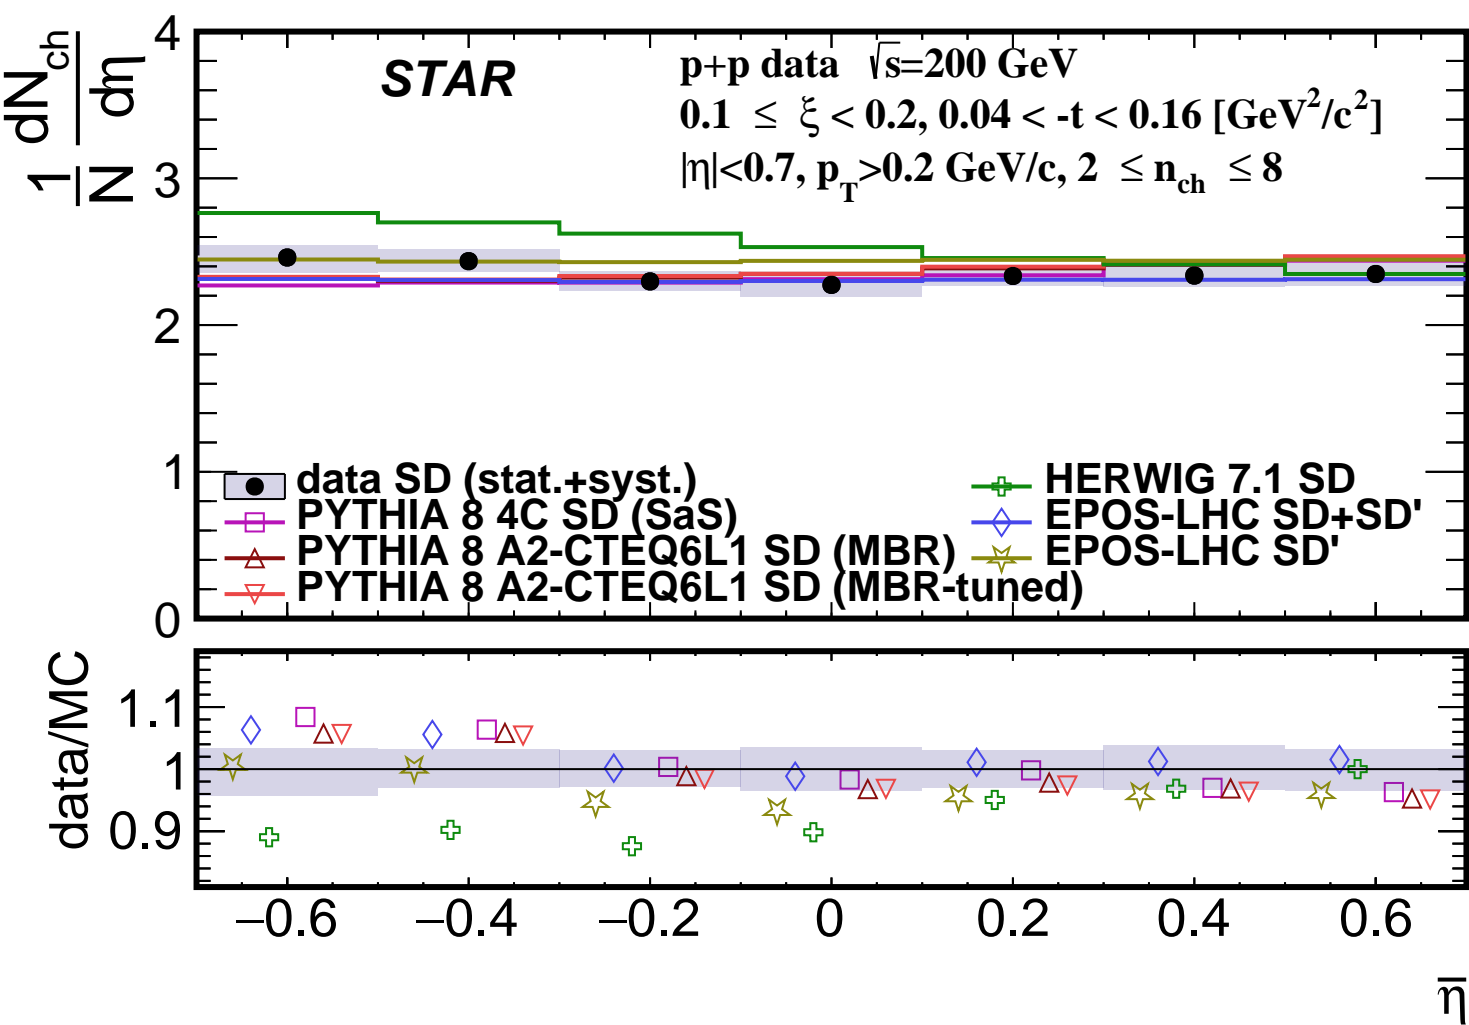 1/N dN_ch/dη
4
3
2
1
0
STAR
p+p data √s=200 GeV
0.1 ≤ ξ < 0.2, 0.04 < -t < 0.16 [GeV²/c²]
|η|<0.7, p_T>0.2 GeV/c, 2 ≤ n_ch ≤ 8
data SD (stat.+syst.)
PYTHIA 8 4C SD (SaS)
PYTHIA 8 A2-CTEQ6L1 SD (MBR)
PYTHIA 8 A2-CTEQ6L1 SD (MBR-tuned)
HERWIG 7.1 SD
EPOS-LHC SD+SD'
EPOS-LHC SD'
data/MC
1.1
1
0.9
−0.6 −0.4 −0.2 0 0.2 0.4 0.6
η̅